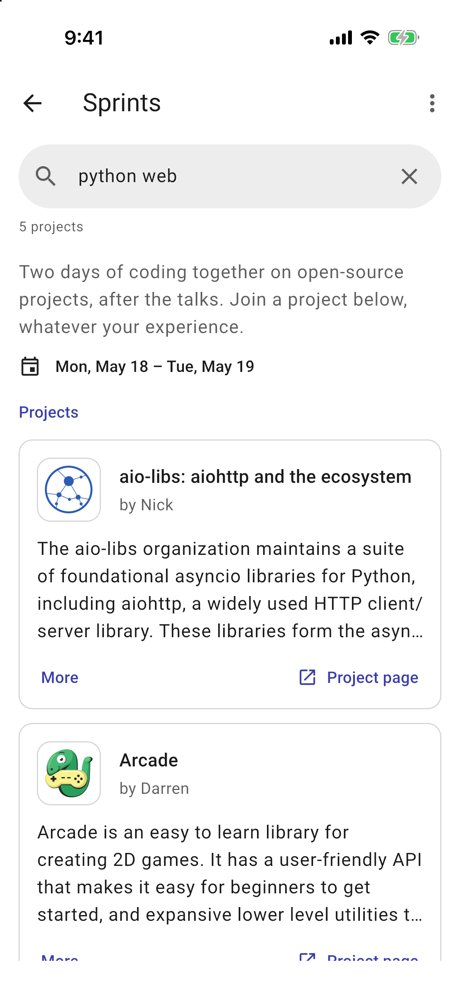 9:41
Sprints
python web
5 projects
Two days of coding together on open-source
projects, after the talks. Join a project below,
whatever your experience.
Mon, May 18 – Tue, May 19
Projects
aio-libs: aiohttp and the ecosystem
by Nick
The aio-libs organization maintains a suite
of foundational asyncio libraries for Python,
including aiohttp, a widely used HTTP client/
server library. These libraries form the asyn…
More
Project page
Arcade
by Darren
Arcade is an easy to learn library for
creating 2D games. It has a user-friendly API
that makes it easy for beginners to get
started, and expansive lower level utilities t…
More
Project page